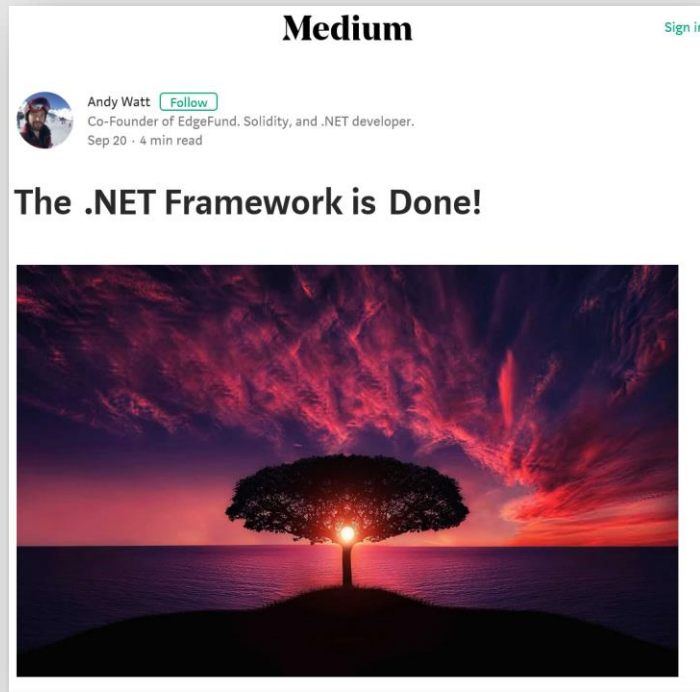 Medium
Sign in
Andy Watt Follow
Co-Founder of EdgeFund. Solidity, and .NET developer.
Sep 20 · 4 min read
The .NET Framework is Done!